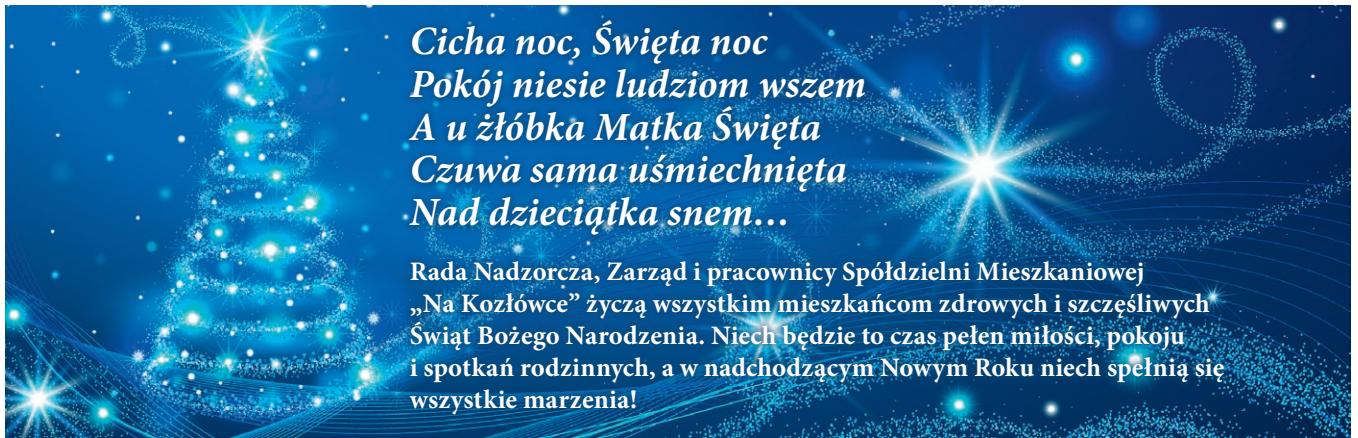 Cicha noc, Święta noc
Pokój niesie ludziom wszem
A u żłóbka Matka Święta
Czuwa sama uśmiechnięta
Nad dzieciątka snem…
Rada Nadzorcza, Zarząd i pracownicy Spółdzielni Mieszkaniowej
„Na Kozłówce” życzą wszystkim mieszkańcom zdrowych i szczęśliwych
Świąt Bożego Narodzenia. Niech będzie to czas pełen miłości, pokoju
i spotkań rodzinnych, a w nadchodzącym Nowym Roku niech spełnią się
wszystkie marzenia!